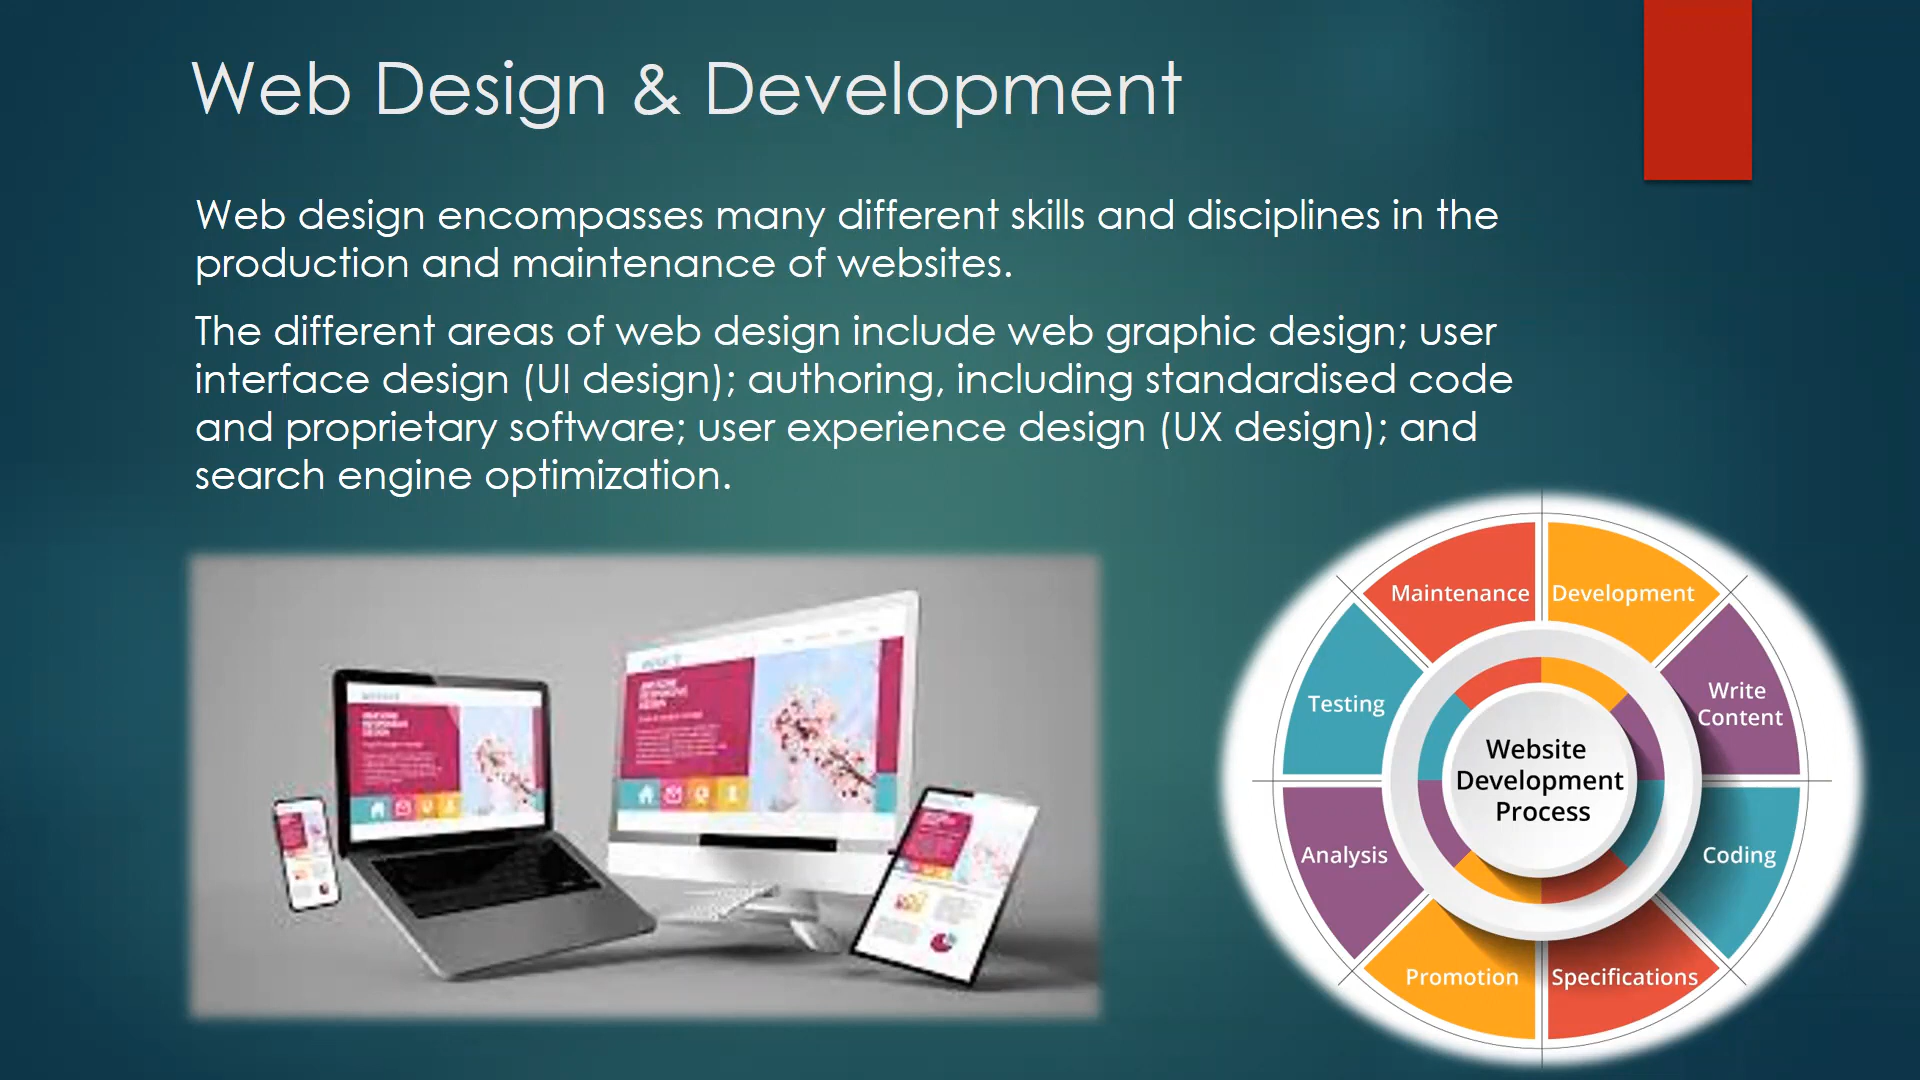 Web Design & Development
Web design encompasses many different skills and disciplines in the
production and maintenance of websites.
The different areas of web design include web graphic design; user
interface design (UI design); authoring, including standardised code
and proprietary software; user experience design (UX design); and
search engine optimization.
Maintenance
Development
Testing
Write
Content
Website
Development
Process
Analysis
Coding
Promotion
Specifications